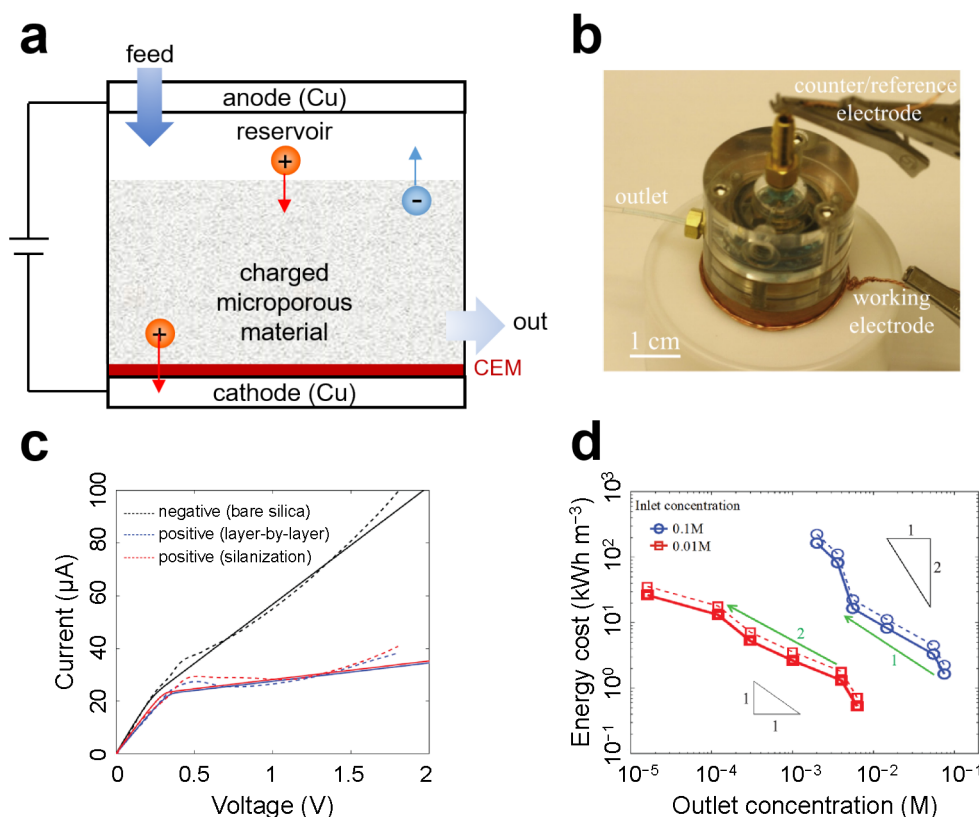 a
feed
anode (Cu)
reservoir
+
-
charged
microporous
material
+
out
CEM
cathode (Cu)
b
counter/reference
electrode
outlet
working
electrode
1 cm
c
100
80
60
40
20
0
Current (μA)
negative (bare silica)
positive (layer-by-layer)
positive (silanization)
0
0.5
1
1.5
2
Voltage (V)
d
10³
10²
10¹
10⁰
10⁻¹
Energy cost (kWh m⁻³)
Inlet concentration
0.1M
0.01M
1
2
2
1
1
1
10⁻⁵
10⁻⁴
10⁻³
10⁻²
10⁻¹
Outlet concentration (M)